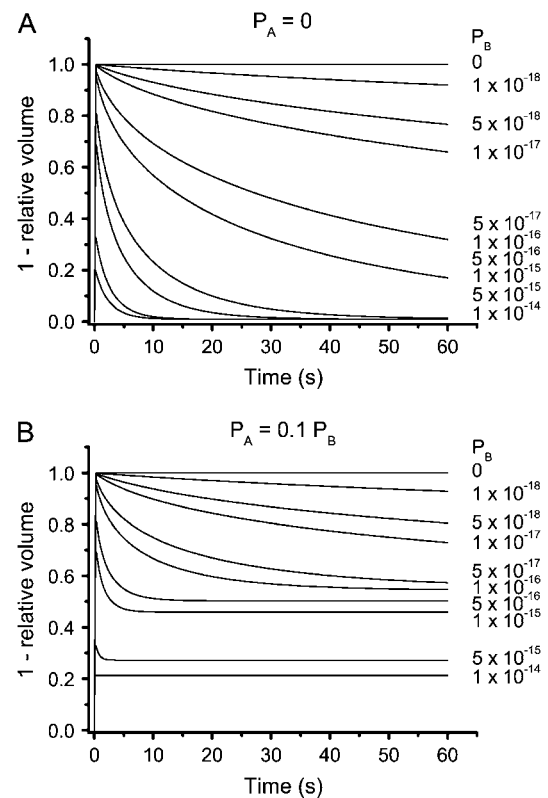 A
P_A = 0
P_B
0
1 x 10^-18
5 x 10^-18
1 x 10^-17
5 x 10^-17
1 x 10^-16
5 x 10^-16
1 x 10^-15
5 x 10^-15
1 x 10^-14
1 - relative volume
1.0
0.8
0.6
0.4
0.2
0.0
0 10 20 30 40 50 60
Time (s)
B
P_A = 0.1 P_B
P_B
0
1 x 10^-18
5 x 10^-18
1 x 10^-17
5 x 10^-17
1 x 10^-16
5 x 10^-16
1 x 10^-15
5 x 10^-15
1 x 10^-14
1 - relative volume
1.0
0.8
0.6
0.4
0.2
0.0
0 10 20 30 40 50 60
Time (s)